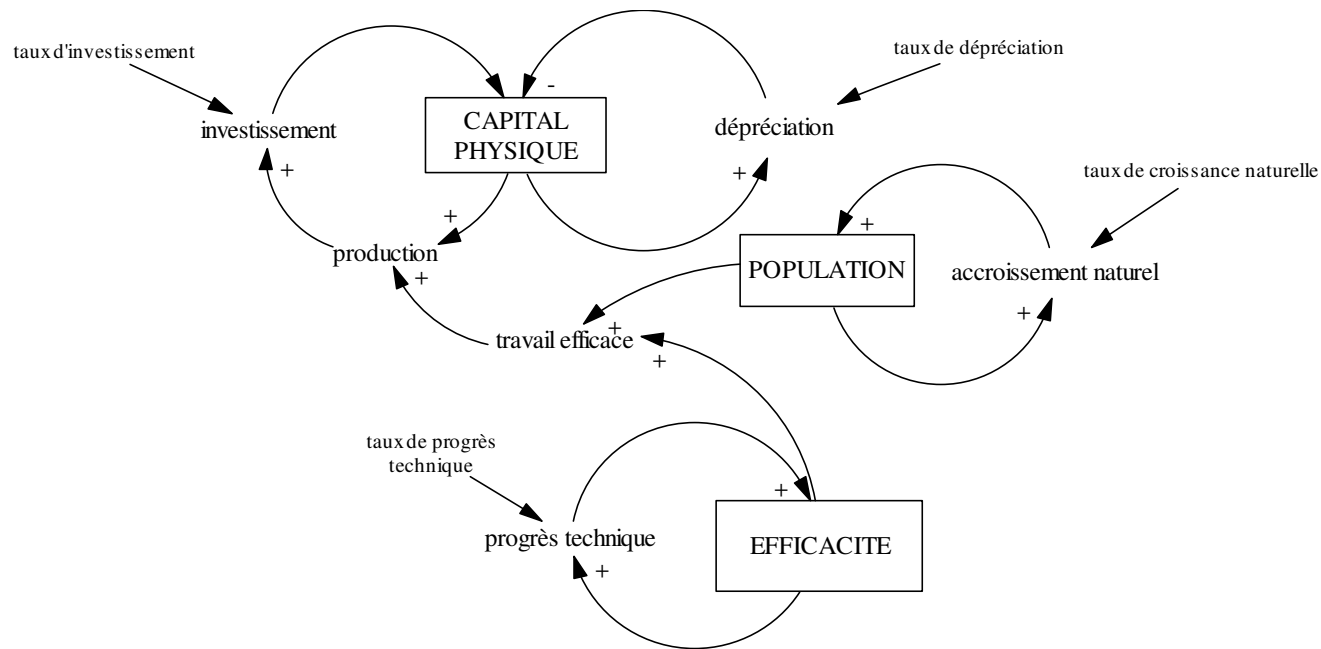 taux d'investissement
investissement
+
CAPITAL
PHYSIQUE
-
dépréciation
+
taux de dépréciation
+
production
+
taux de croissance naturelle
+
POPULATION
accroissement naturel
+
travail efficace
+
+
taux de progrès
technique
progrès technique
+
+
EFFICACITE